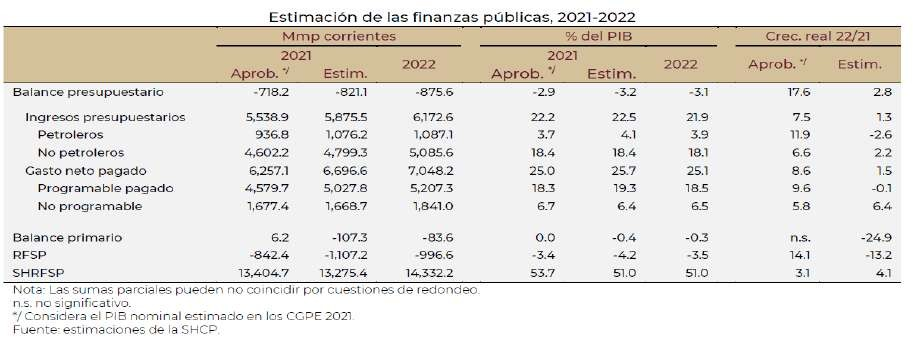 Estimación de las finanzas públicas, 2021-2022
Mmp corrientes % del PIB Crec. real 22/21
2021 2022 2021 2022 Aprob. */ Estim.
Aprob. */ Estim. Aprob. */ Estim.
Balance presupuestario -718.2 -821.1 -875.6 -2.9 -3.2 -3.1 17.6 2.8
Ingresos presupuestarios 5,538.9 5,875.5 6,172.6 22.2 22.5 21.9 7.5 1.3
Petroleros 936.8 1,076.2 1,087.1 3.7 4.1 3.9 11.9 -2.6
No petroleros 4,602.2 4,799.3 5,085.6 18.4 18.4 18.1 6.6 2.2
Gasto neto pagado 6,257.1 6,696.6 7,048.2 25.0 25.7 25.1 8.6 1.5
Programable pagado 4,579.7 5,027.8 5,207.3 18.3 19.3 18.5 9.6 -0.1
No programable 1,677.4 1,668.7 1,841.0 6.7 6.4 6.5 5.8 6.4
Balance primario 6.2 -107.3 -83.6 0.0 -0.4 -0.3 n.s. -24.9
RFSP -842.4 -1,107.2 -996.6 -3.4 -4.2 -3.5 14.1 -13.2
SHRFSP 13,404.7 13,275.4 14,332.2 53.7 51.0 51.0 3.1 4.1
Nota: Las sumas parciales pueden no coincidir por cuestiones de redondeo.
n.s. no significativo.
*/ Considera el PIB nominal estimado en los CGPE 2021.
Fuente: estimaciones de la SHCP.